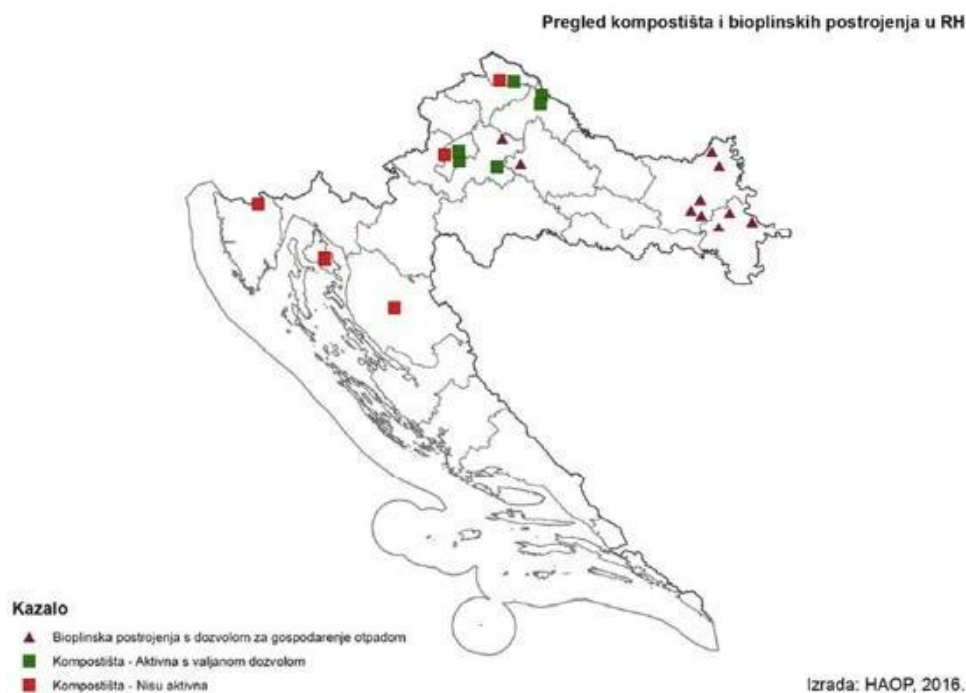 Pregled kompostišta i bioplinskih postrojenja u RH
Kazalo
Bioplinska postrojenja s dozvolom za gospodarenje otpadom
Kompostišta - Aktivna s valjanom dozvolom
Kompostišta - Nisu aktivna
Izrada: HAOP, 2016.